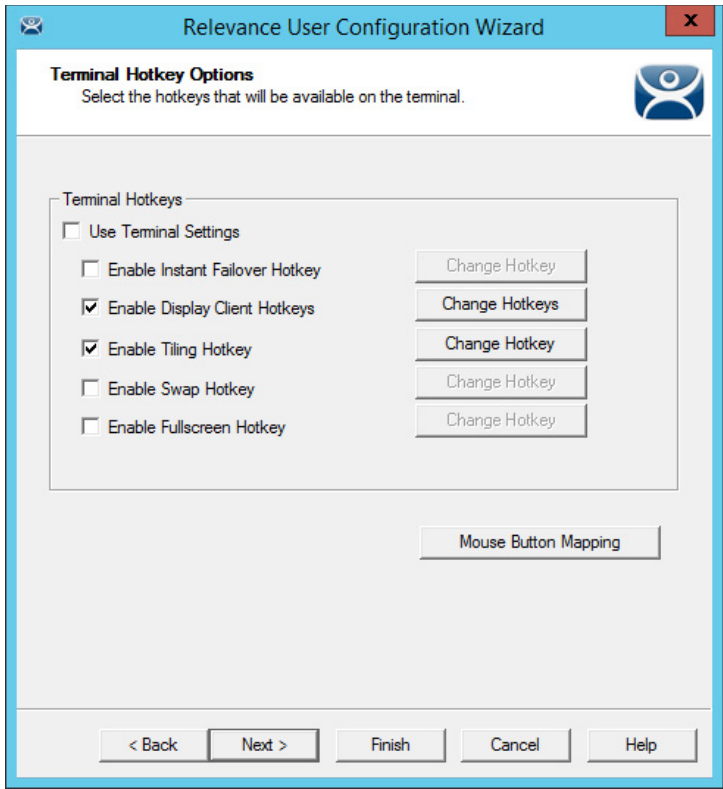 Relevance User Configuration Wizard
x
Terminal Hotkey Options
Select the hotkeys that will be available on the terminal.
Terminal Hotkeys
Use Terminal Settings
Enable Instant Failover Hotkey Change Hotkey
Enable Display Client Hotkeys Change Hotkeys
Enable Tiling Hotkey Change Hotkey
Enable Swap Hotkey Change Hotkey
Enable Fullscreen Hotkey Change Hotkey
Mouse Button Mapping
< Back Next > Finish Cancel Help